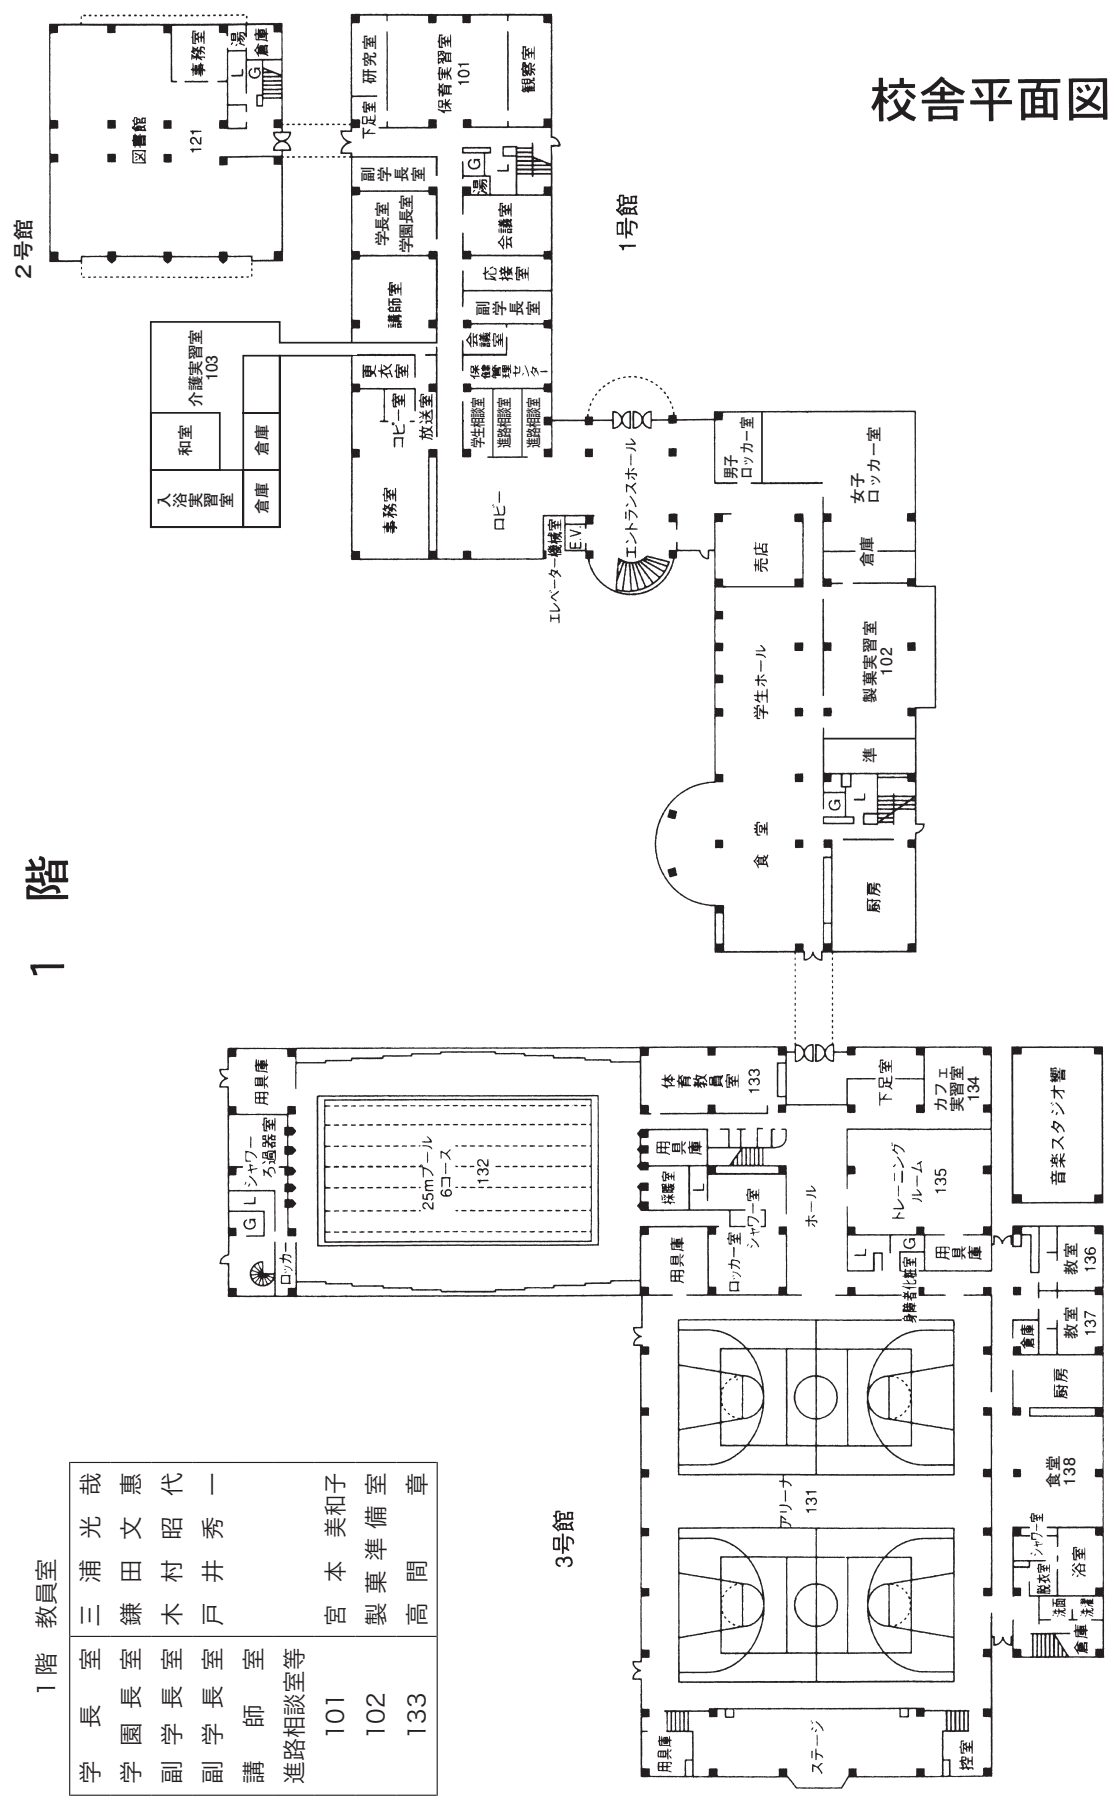 校舎平面図
1　階
2号館
図書館
121
事務室
湯
L
G
倉庫
1号館
研究室
下足室
保育実習室
101
観察室
副学長室
学長室
学園長室
講師室
更衣室
コピー室
放送室
事務室
G
湯
L
会議室
応接室
副学長室
会議室
保健管理センター
学生相談室
進路相談室
進路相談室
ロビー
介護実習室
103
和室
倉庫
入浴実習室
倉庫
エレベーター機械室
E.V.
エントランスホール
男子
ロッカー室
女子
ロッカー室
売店
倉庫
学生ホール
製菓実習室
102
準
G
L
食　堂
厨房
3号館
用具庫
シャワー
ろ過器室
G
L
ロッカー
25mプール
6コース
132
体育教員室
133
用具庫
採暖室
L
用具庫
ロッカー室
シャワー室
ホール
下足室
カフェ
実習室
134
トレーニング
ルーム
135
L
G
身障者化粧室
用具庫
音楽スタジオ響
アリーナ
131
ステージ
用具庫
控室
L
教室
136
倉庫
L
教室
137
厨房
食堂
138
シャワー室
脱衣室
浴室
洗面
洗濯
倉庫
1階　教員室
学長室　三浦光哉
学園長室　鎌田文惠
副学長室　木村昭代
副学長室　戸井秀一
講師室
進路相談室等
101　宮本美和子
102　製菓準備室
133　高間章